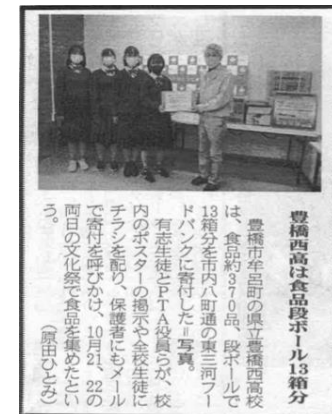 豊橋西高は食品段ボール13箱分
豊橋市牟呂町の県立豊橋西高校
は、食品約370品、段ボールで
13箱分を市内八町通の東三河フー
ドバンクに寄付した＝写真。
有志生徒とPTA役員らが、校
内のポスターの掲示や全校生徒に
チラシを配り、保護者にもメール
で寄付を呼びかけ、10月21、22の
両日の文化祭で食品を集めたとい
う。
（原田ひとみ）